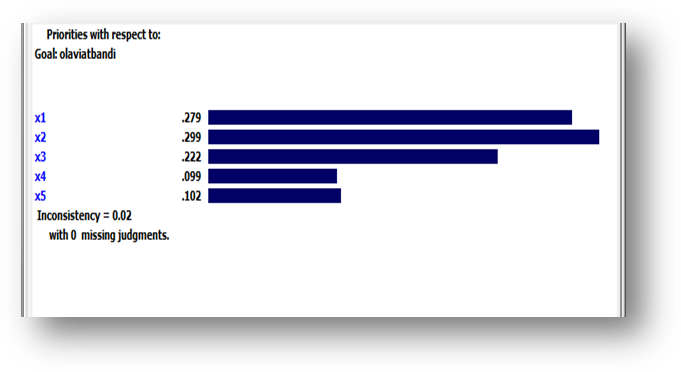 Priorities with respect to:
Goal: olaviatbandi
x1 .279
x2 .299
x3 .222
x4 .099
x5 .102
Inconsistency = 0.02
with 0 missing judgments.